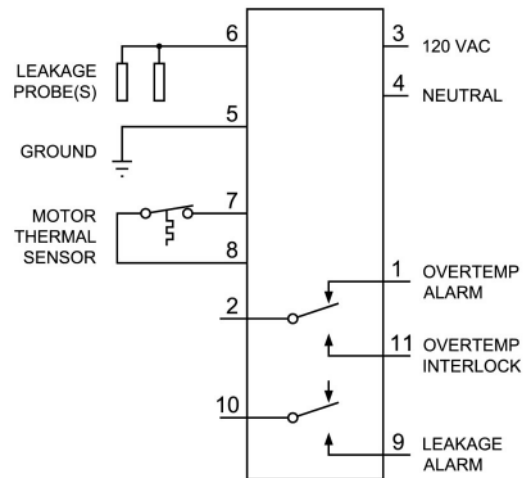 6
LEAKAGE
PROBE(S)
5
GROUND
7
MOTOR
THERMAL
SENSOR
8
2
10
3
120 VAC
4
NEUTRAL
1
OVERTEMP
ALARM
11
OVERTEMP
INTERLOCK
9
LEAKAGE
ALARM